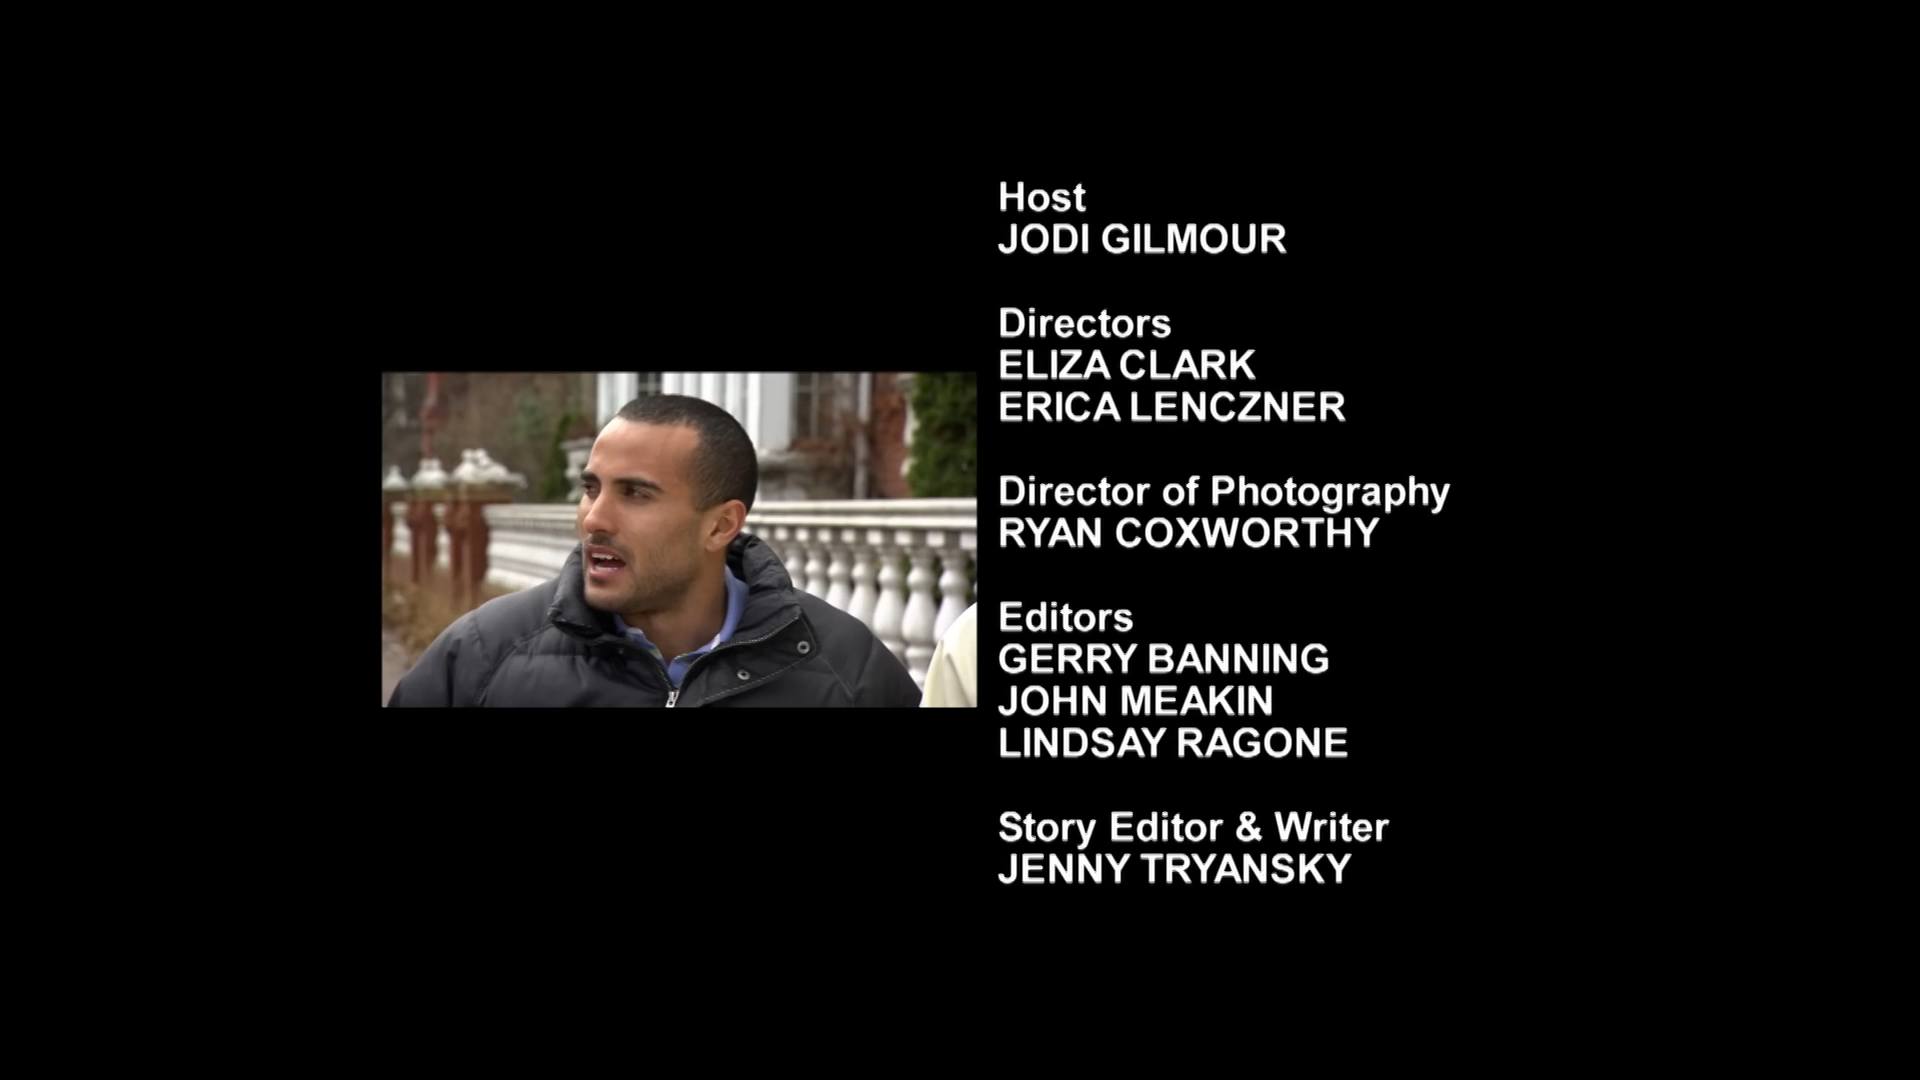 Host
JODI GILMOUR
Directors
ELIZA CLARK
ERICA LENCZNER
Director of Photography
RYAN COXWORTHY
Editors
GERRY BANNING
JOHN MEAKIN
LINDSAY RAGONE
Story Editor & Writer
JENNY TRYANSKY